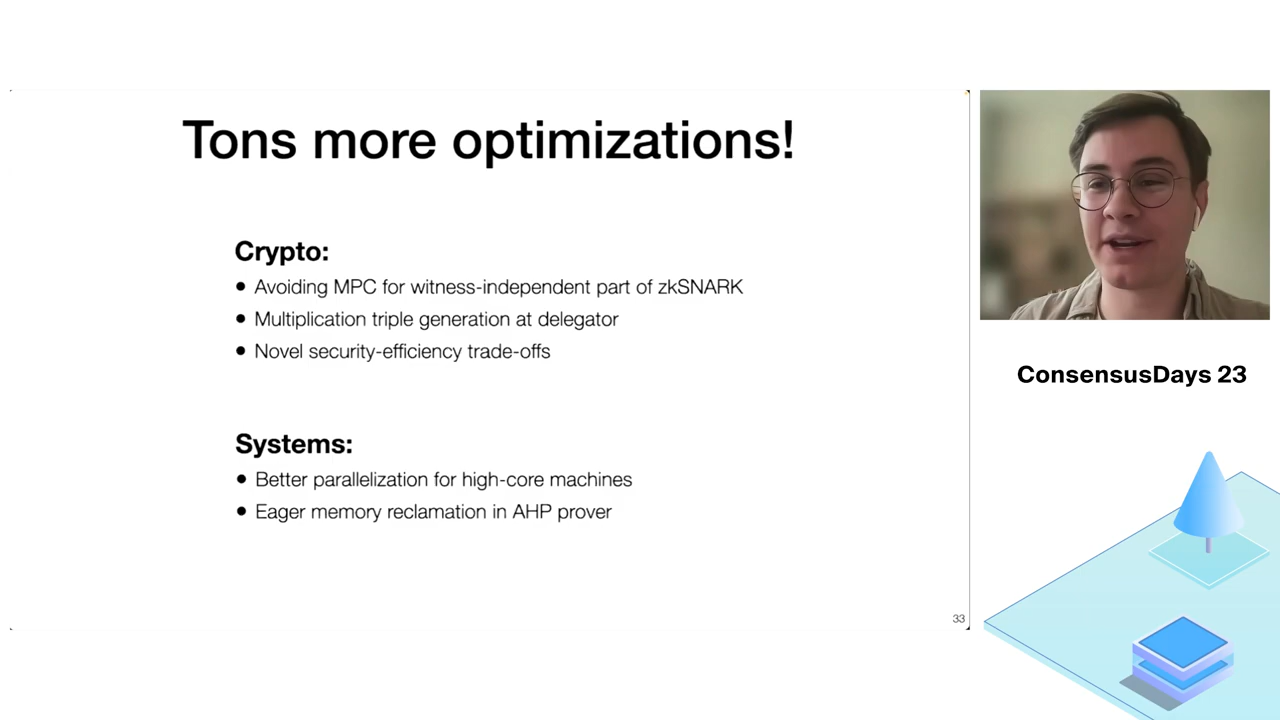 Tons more optimizations!
Crypto:
• Avoiding MPC for witness-independent part of zkSNARK
• Multiplication triple generation at delegator
• Novel security-efficiency trade-offs
Systems:
• Better parallelization for high-core machines
• Eager memory reclamation in AHP prover
33
ConsensusDays 23